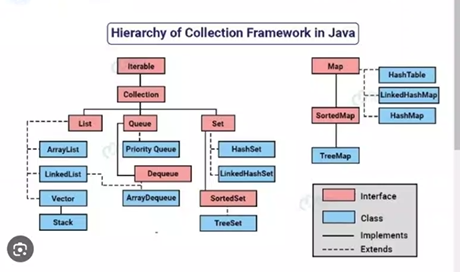 Hierarchy of Collection Framework in Java
Iterable
Collection
List
Queue
Set
ArrayList
Priority Queue
HashSet
LinkedList
Dequeue
LinkedHashSet
Vector
ArrayDequeue
SortedSet
Stack
TreeSet
Map
HashTable
LinkedHashMap
SortedMap
HashMap
TreeMap
Interface
Class
Implements
Extends